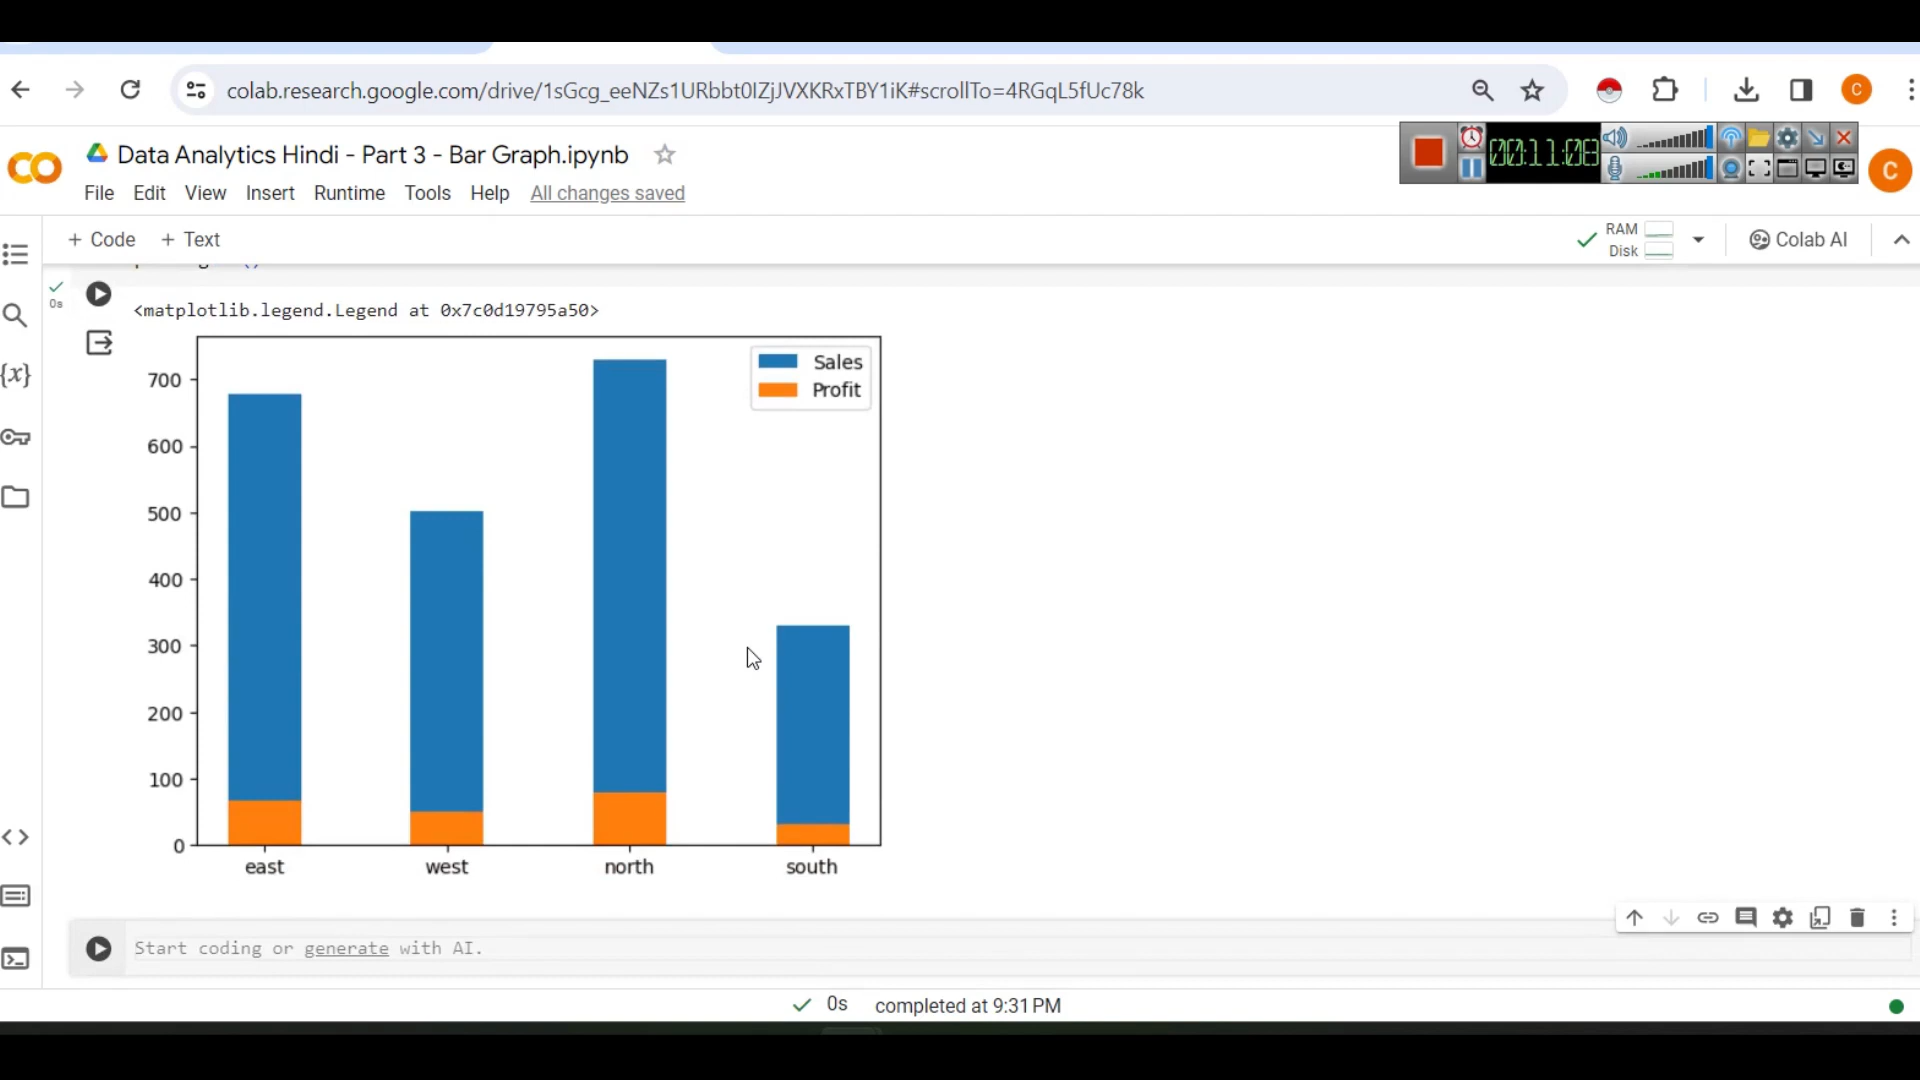 colab.research.google.com/drive/1sGcg_eeNZs1URbbt0IZjJVXKRxTBY1iK#scrollTo=4RGqL5fUc78k
C
Data Analytics Hindi - Part 3 - Bar Graph.ipynb
00:11:08
C
File Edit View Insert Runtime Tools Help All changes saved
+ Code + Text
RAM
Disk
Colab AI
0s
<matplotlib.legend.Legend at 0x7c0d19795a50>
{x}
Sales
Profit
700
600
500
400
300
200
100
0
east west north south
Start coding or generate with AI.
0s completed at 9:31 PM